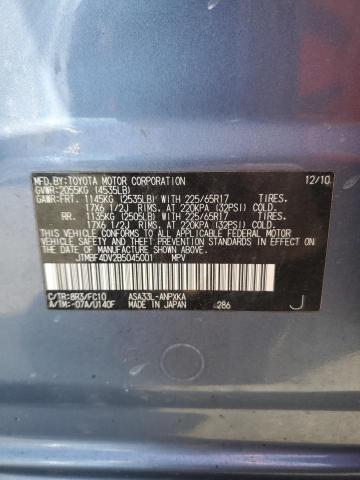 MFD.BY:TOYOTA MOTOR CORPORATION 12/10
GVWR:2055KG (4535LB)
GAWR:FRT. 1145KG (2535LB) WITH 225/65R17 TIRES.
17X6 1/2J RIMS. AT 220KPA (32PSI) COLD.
RR. 1135KG (2505LB) WITH 225/65R17 TIRES.
17X6 1/2J RIMS. AT 220KPA (32PSI) COLD.
THIS VEHICLE CONFORMS TO ALL APPLICABLE FEDERAL MOTOR
VEHICLE SAFETY AND THEFT PREVENTION STANDARDS IN EFFECT
ON THE DATE OF MANUFACTURE SHOWN ABOVE.
JTMBF4DV2B5045001 MPV
C/TR:8R3/FC10 ASA33L-ANPXKA
A/TM:-07A/U140F MADE IN JAPAN 286 J